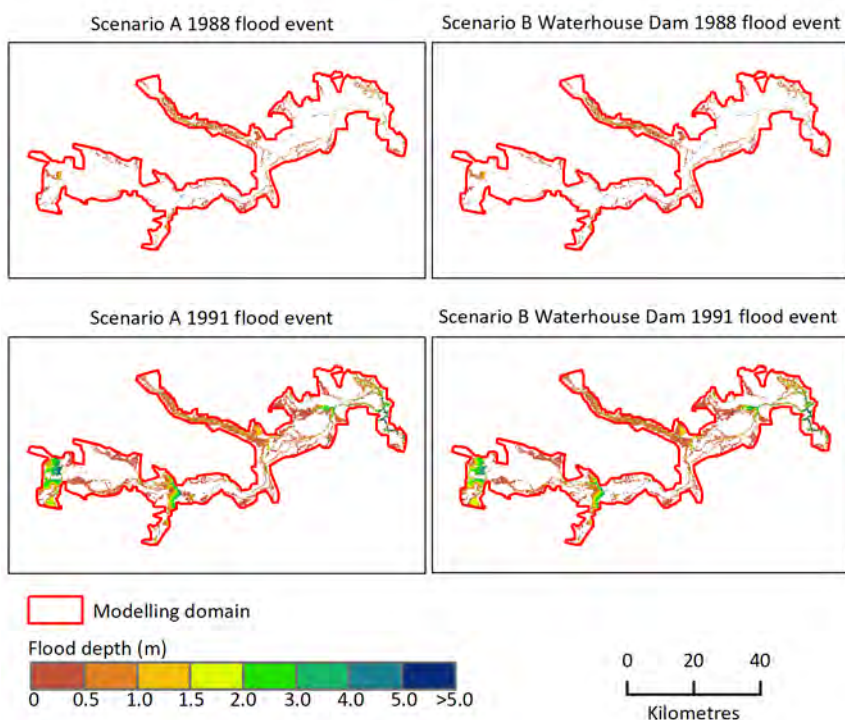 Scenario A 1988 flood event
Scenario B Waterhouse Dam 1988 flood event
Scenario A 1991 flood event
Scenario B Waterhouse Dam 1991 flood event
Modelling domain
Flood depth (m)
0 0.5 1.0 1.5 2.0 3.0 4.0 5.0 >5.0
0 20 40
Kilometres